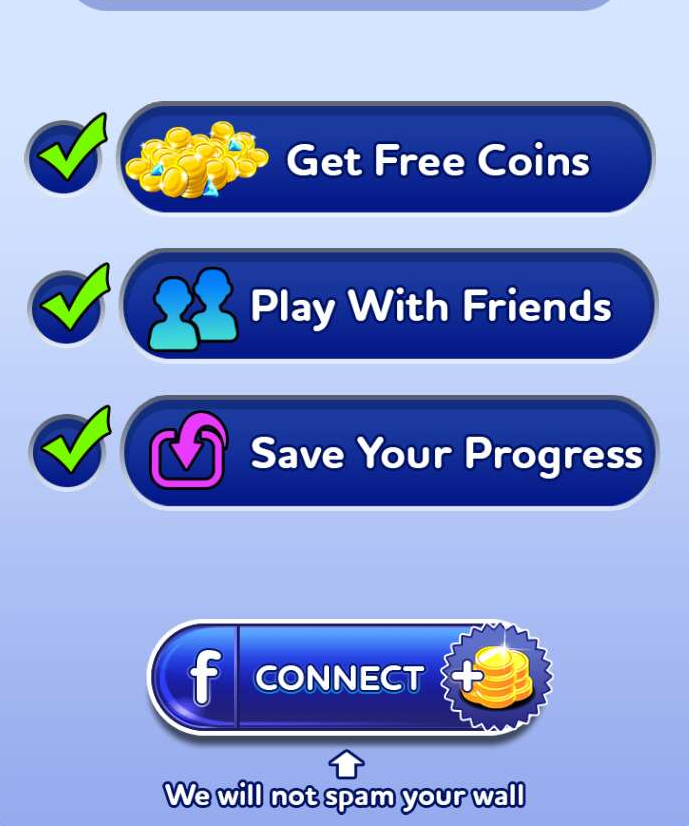 Get Free Coins
Play With Friends
Save Your Progress
f CONNECT +
We will not spam your wall